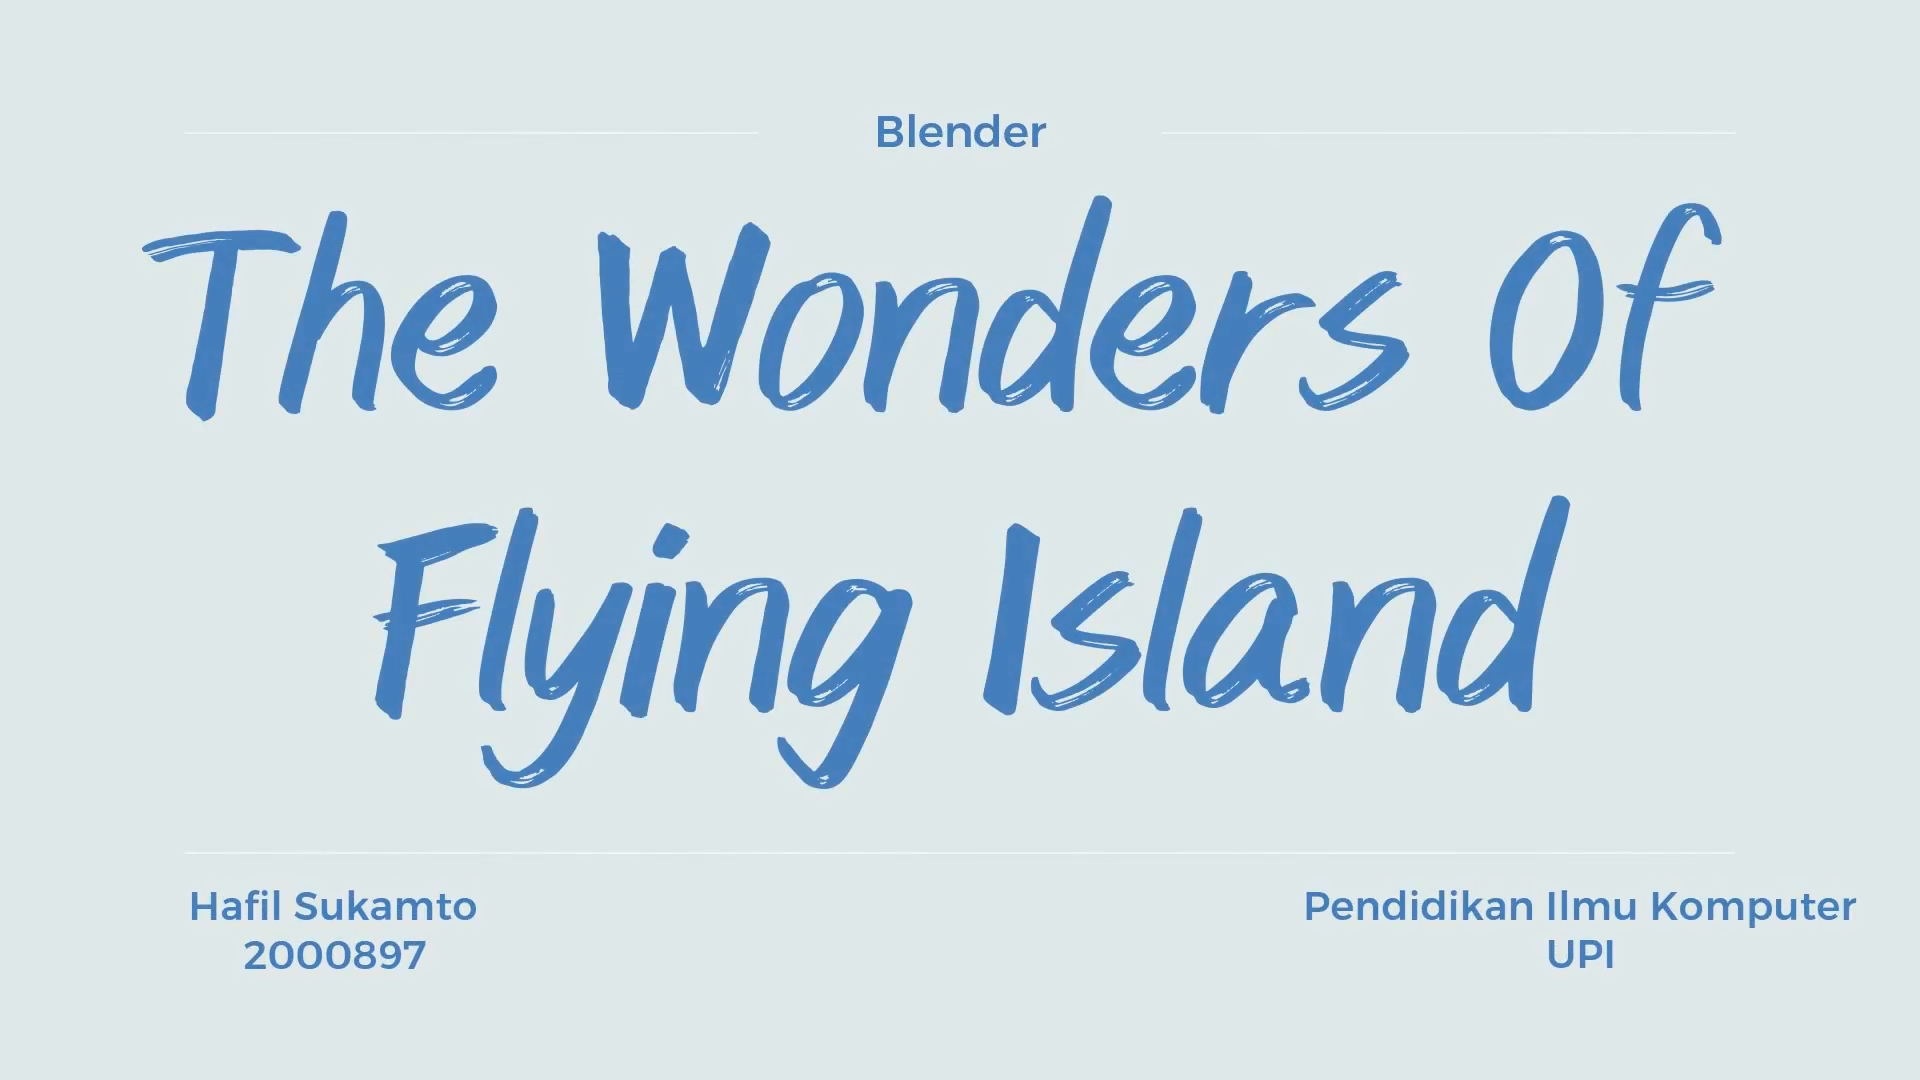 Blender
The Wonders Of
Flying Island
Hafil Sukamto
2000897
Pendidikan Ilmu Komputer
UPI